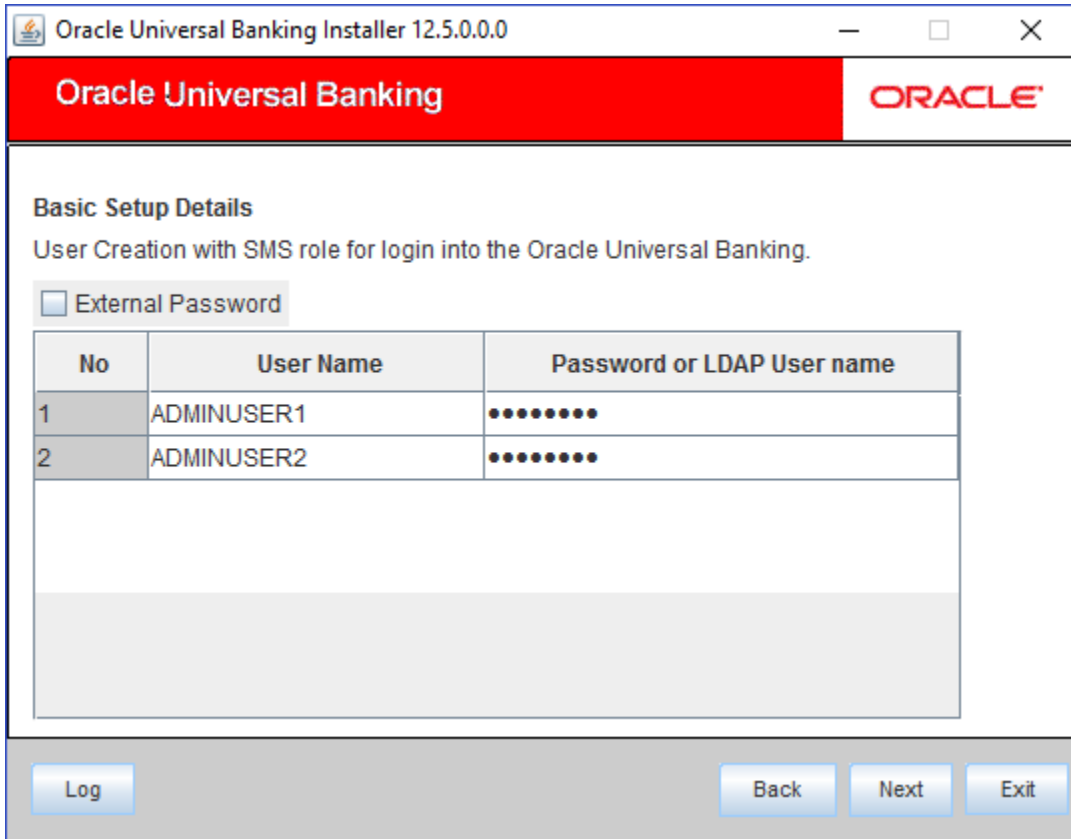 Oracle Universal Banking Installer 12.5.0.0.0
Oracle Universal Banking
ORACLE
Basic Setup Details
User Creation with SMS role for login into the Oracle Universal Banking.
External Password
No User Name Password or LDAP User name
1 ADMINUSER1 ••••••••
2 ADMINUSER2 ••••••••
Log Back Next Exit